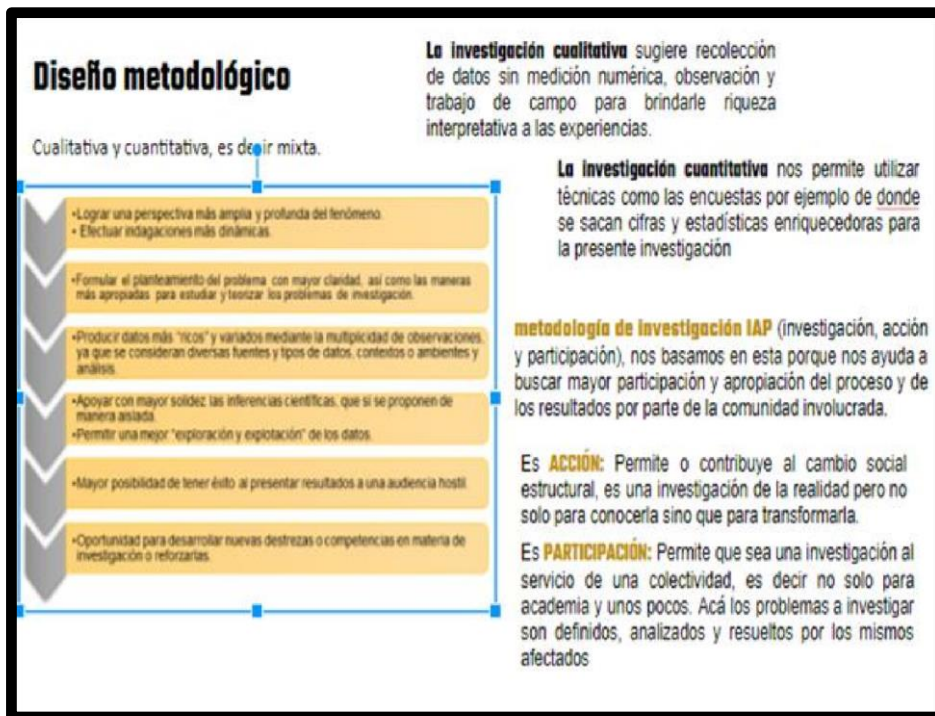 Diseño metodológico
Cualitativa y cuantitativa, es decir mixta.
•Lograr una perspectiva más amplia y profunda del fenómeno.
• Efectuar indagaciones más dinámicas.
•Formular el planteamiento del problema con mayor claridad, así como las maneras
más apropiadas para estudiar y teorizar los problemas de investigación.
•Producir datos más "ricos" y variados mediante la multiplicidad de observaciones,
ya que se consideran diversas fuentes y tipos de datos, contextos o ambientes y
análisis.
•Apoyar con mayor solidez las inferencias científicas, que si se proponen de
manera aislada.
•Permitir una mejor "exploración y explotación" de los datos.
•Mayor posibilidad de tener éxito al presentar resultados a una audiencia hostil.
•Oportunidad para desarrollar nuevas destrezas o competencias en materia de
investigación o reforzarlas.
La investigación cualitativa sugiere recolección
de datos sin medición numérica, observación y
trabajo de campo para brindarle riqueza
interpretativa a las experiencias.
La investigación cuantitativa nos permite utilizar
técnicas como las encuestas por ejemplo de donde
se sacan cifras y estadísticas enriquecedoras para
la presente investigación
metodología de investigación IAP (investigación, acción
y participación), nos basamos en esta porque nos ayuda a
buscar mayor participación y apropiación del proceso y de
los resultados por parte de la comunidad involucrada.
Es ACCIÓN: Permite o contribuye al cambio social
estructural, es una investigación de la realidad pero no
solo para conocerla sino que para transformarla.
Es PARTICIPACIÓN: Permite que sea una investigación al
servicio de una colectividad, es decir no solo para
academia y unos pocos. Acá los problemas a investigar
son definidos, analizados y resueltos por los mismos
afectados